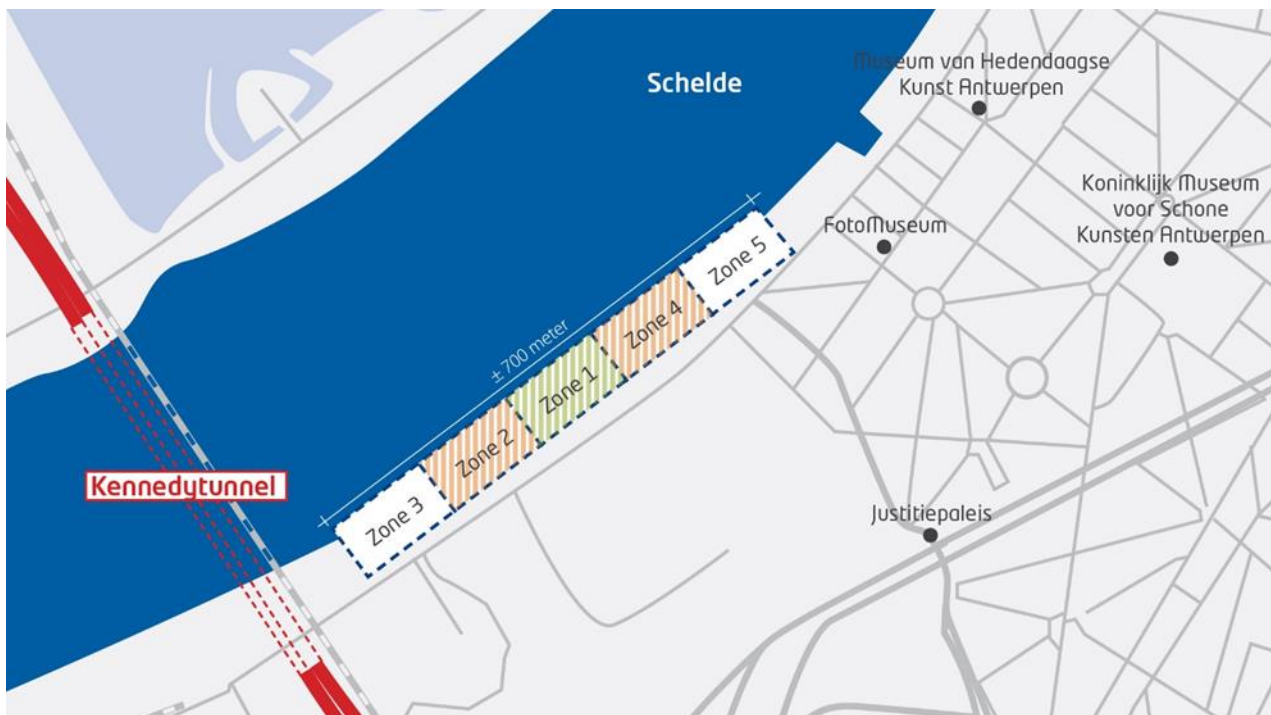 Schelde
Museum van Hedendaagse
Kunst Antwerpen
Koninklijk Museum
voor Schone
Kunsten Antwerpen
FotoMuseum
Zone 5
Zone 4
± 700 meter
Zone 1
Zone 2
Zone 3
Kennedytunnel
Justitiepaleis